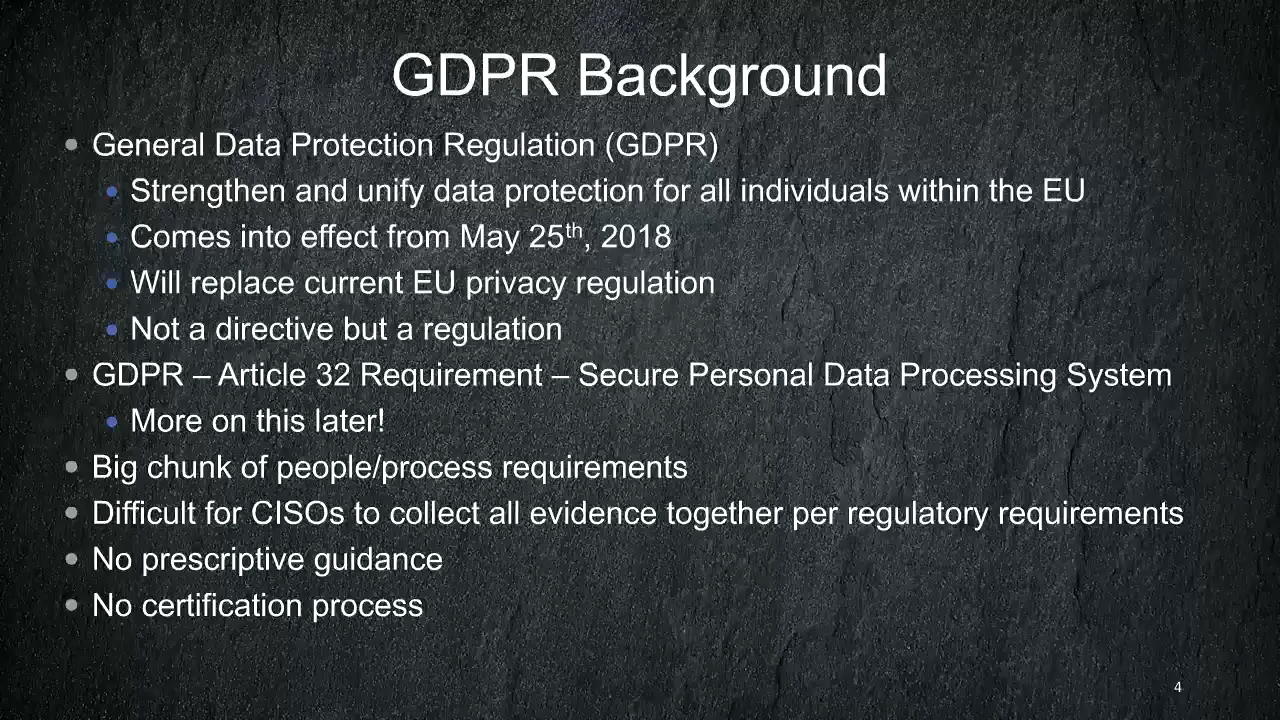 GDPR Background
• General Data Protection Regulation (GDPR)
• Strengthen and unify data protection for all individuals within the EU
• Comes into effect from May 25th, 2018
• Will replace current EU privacy regulation
• Not a directive but a regulation
• GDPR – Article 32 Requirement – Secure Personal Data Processing System
• More on this later!
• Big chunk of people/process requirements
• Difficult for CISOs to collect all evidence together per regulatory requirements
• No prescriptive guidance
• No certification process
4